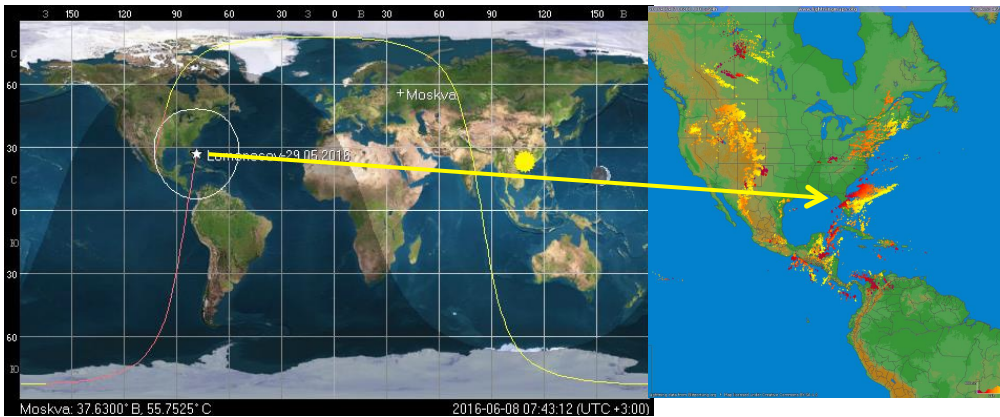 150 120 90 60 З 30 0 В 30 60 90 120 150 В
С
60
+Moskva
30
Lomonosov-29.05.2016
С
0
Ю
30
60
Ю
Moskva: 37.6300° В, 55.7525° С 2016-06-08 07:43:12 (UTC +3:00)